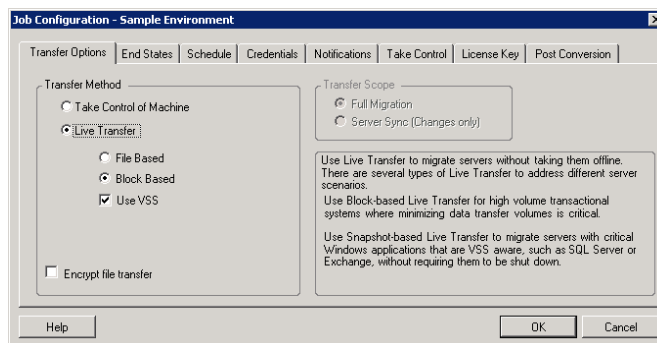 Job Configuration - Sample Environment
Transfer Options End States Schedule Credentials Notifications Take Control License Key Post Conversion
Transfer Method
Take Control of Machine
Live Transfer
File Based
Block Based
Use VSS
Encrypt file transfer
Transfer Scope
Full Migration
Server Sync (Changes only)
Use Live Transfer to migrate servers without taking them offline.
There are several types of Live Transfer to address different server
scenarios.
Use Block-based Live Transfer for high volume transactional
systems where minimizing data transfer volumes is critical.
Use Snapshot-based Live Transfer to migrate servers with critical
Windows applications that are VSS aware, such as SQL Server or
Exchange, without requiring them to be shut down.
Help OK Cancel